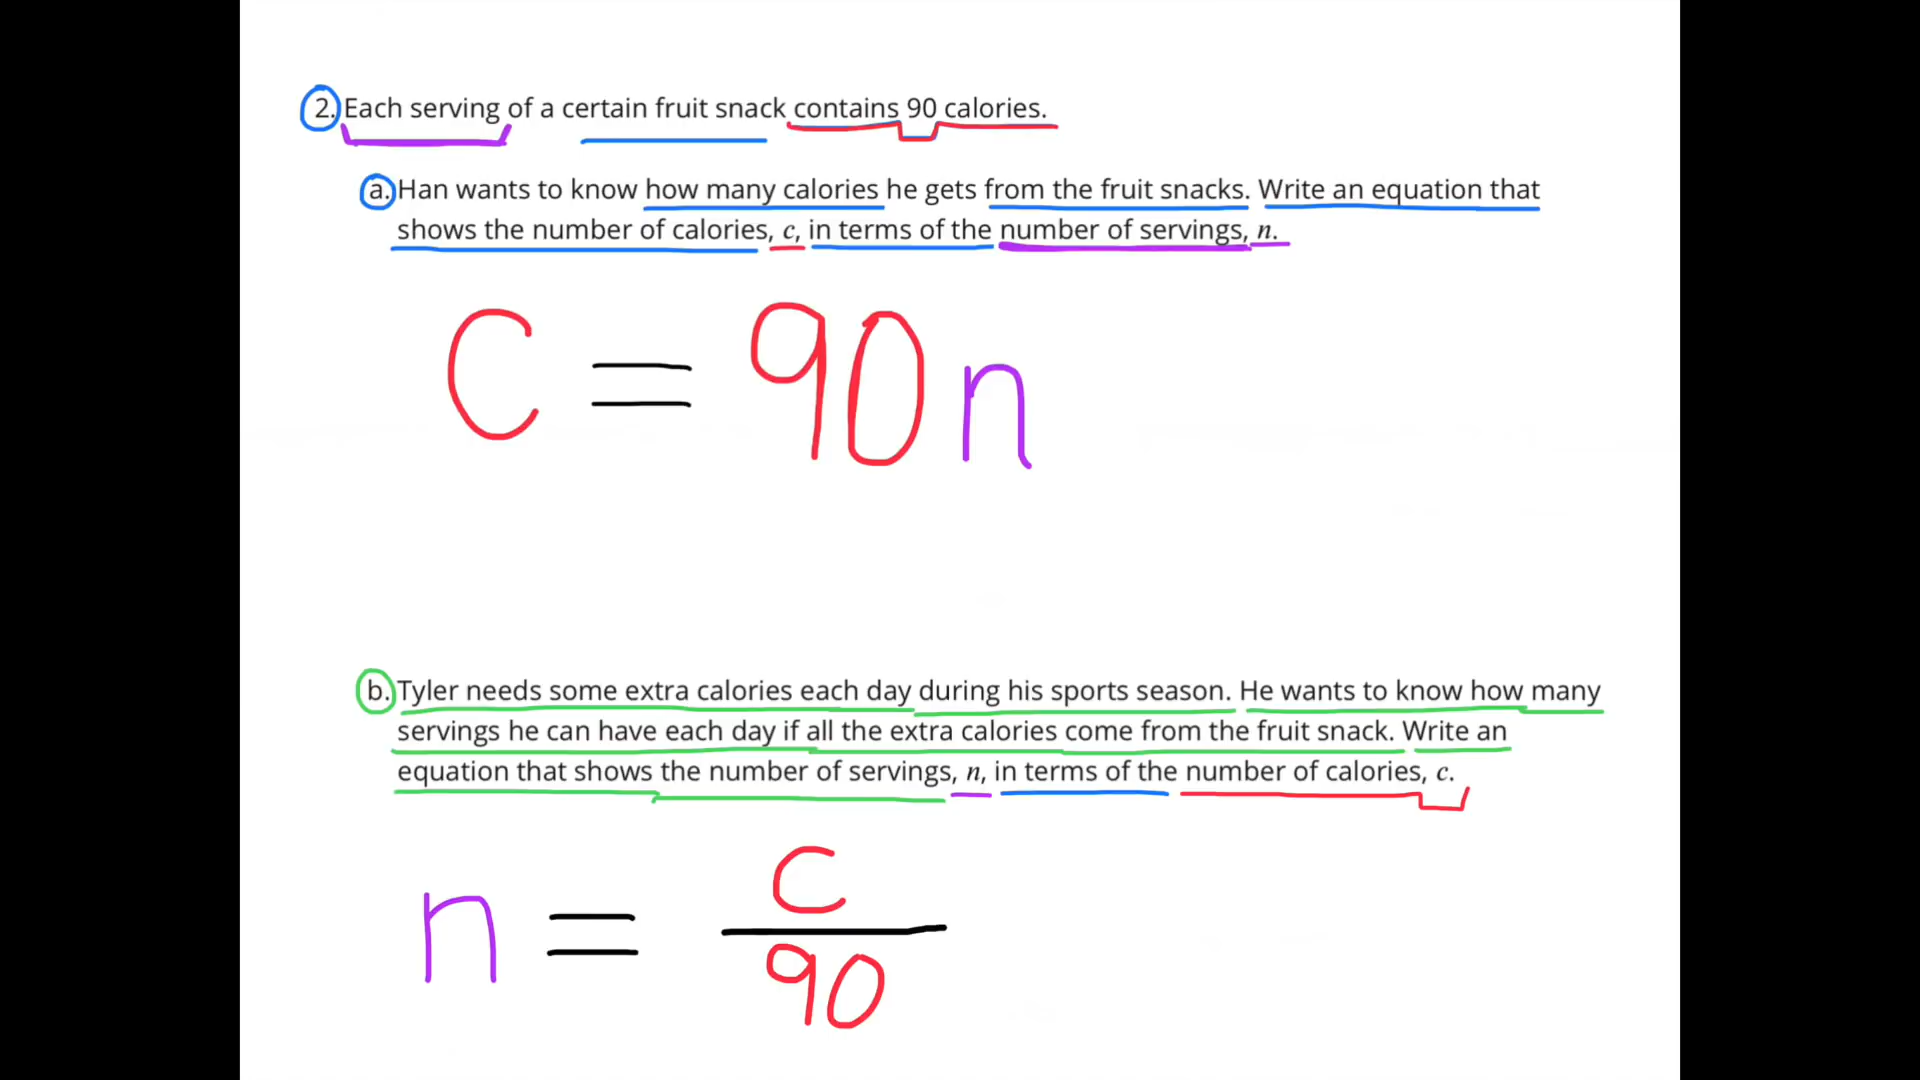 2. Each serving of a certain fruit snack contains 90 calories.
a. Han wants to know how many calories he gets from the fruit snacks. Write an equation that
shows the number of calories, c, in terms of the number of servings, n.
C = 90n
b. Tyler needs some extra calories each day during his sports season. He wants to know how many
servings he can have each day if all the extra calories come from the fruit snack. Write an
equation that shows the number of servings, n, in terms of the number of calories, c.
n = C
90